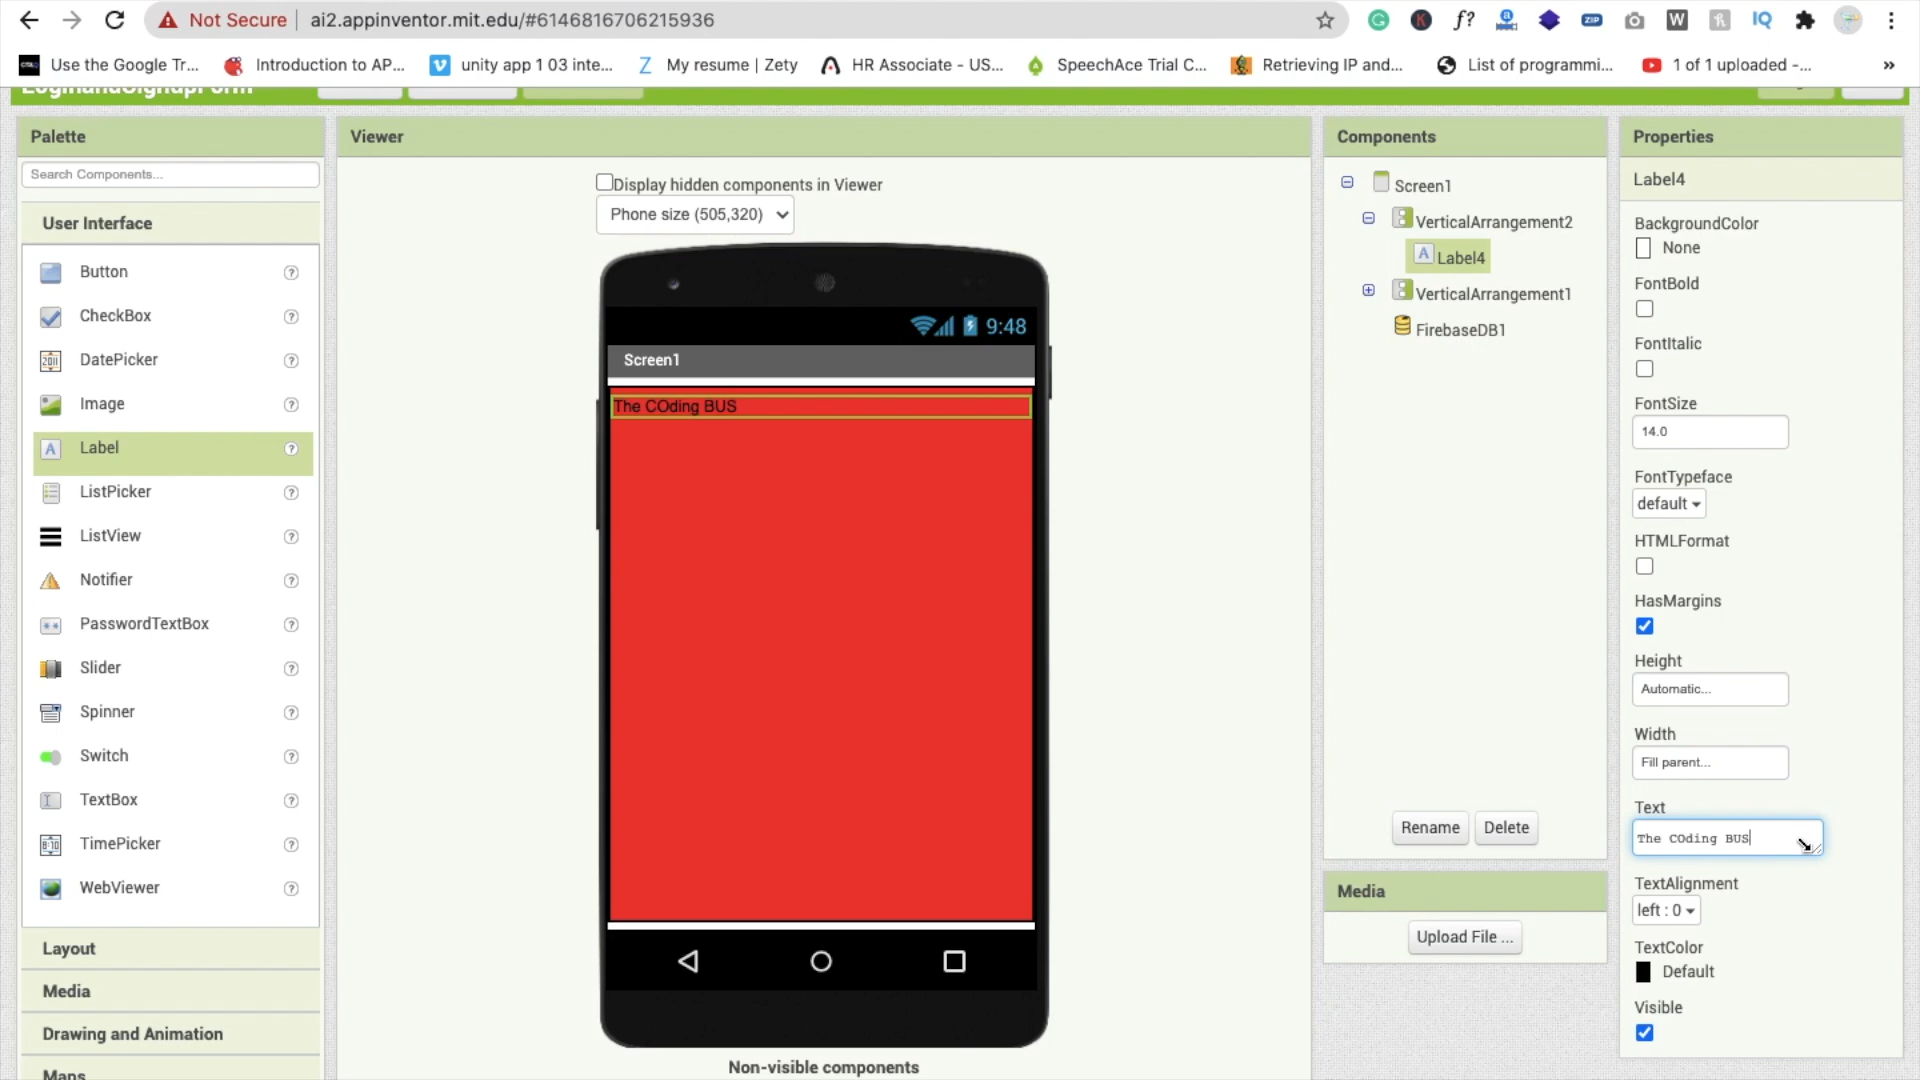 Not Secure ai2.appinventor.mit.edu/#6146816706215936
Use the Google Tr... Introduction to AP... unity app 1 03 inte... My resume | Zety HR Associate - US... SpeechAce Trial C... Retrieving IP and... List of programmi... 1 of 1 uploaded -...
LoginandSignUpForm
Palette
Search Components...
User Interface
Button
CheckBox
DatePicker
Image
Label
ListPicker
ListView
Notifier
PasswordTextBox
Slider
Spinner
Switch
TextBox
TimePicker
WebViewer
Layout
Media
Drawing and Animation
Maps
Viewer
Display hidden components in Viewer
Phone size (505,320)
9:48
Screen1
The COding BUS
Non-visible components
Components
Screen1
VerticalArrangement2
Label4
VerticalArrangement1
FirebaseDB1
Rename Delete
Media
Upload File ...
Properties
Label4
BackgroundColor
None
FontBold
FontItalic
FontSize
14.0
FontTypeface
default
HTMLFormat
HasMargins
Height
Automatic...
Width
Fill parent...
Text
The COding BUS
TextAlignment
left : 0
TextColor
Default
Visible